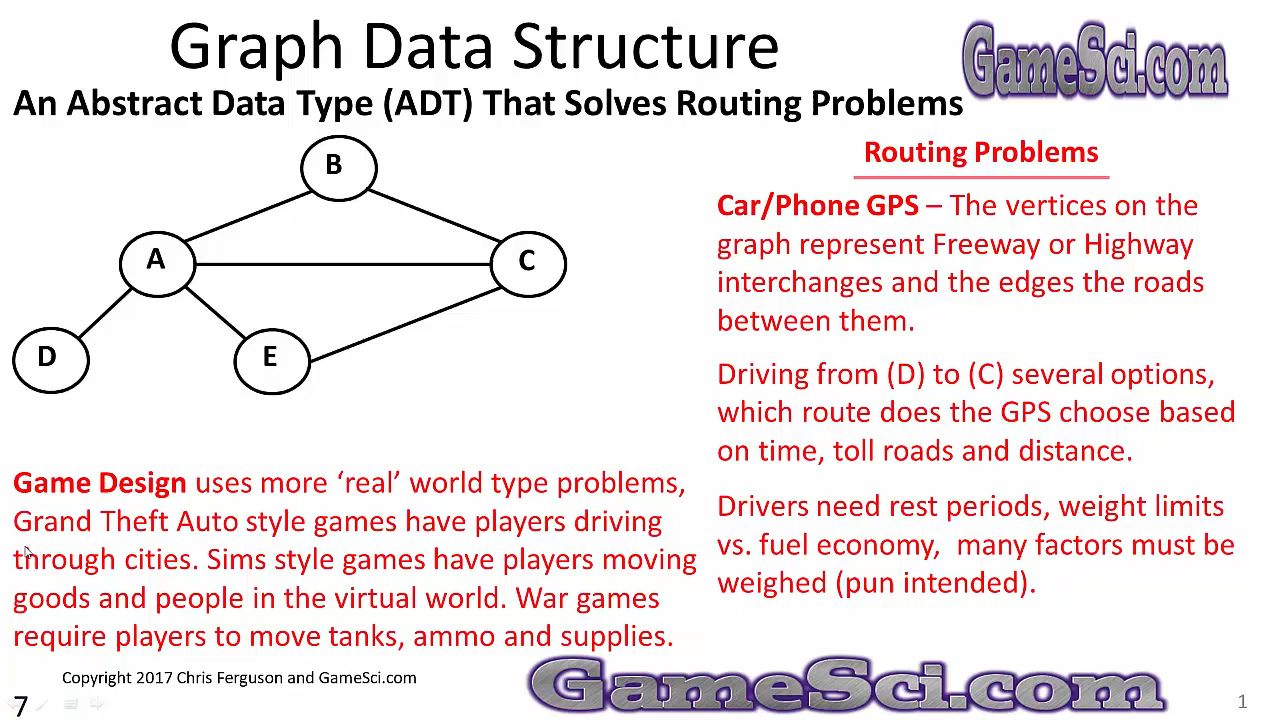 Graph Data Structure
GameSci.com
An Abstract Data Type (ADT) That Solves Routing Problems
B
A
C
D
E
Routing Problems
Car/Phone GPS – The vertices on the
graph represent Freeway or Highway
interchanges and the edges the roads
between them.
Driving from (D) to (C) several options,
which route does the GPS choose based
on time, toll roads and distance.
Drivers need rest periods, weight limits
vs. fuel economy,  many factors must be
weighed (pun intended).
Game Design uses more ‘real’ world type problems,
Grand Theft Auto style games have players driving
through cities. Sims style games have players moving
goods and people in the virtual world. War games
require players to move tanks, ammo and supplies.
Copyright 2017 Chris Ferguson and GameSci.com
GameSci.com
7
1